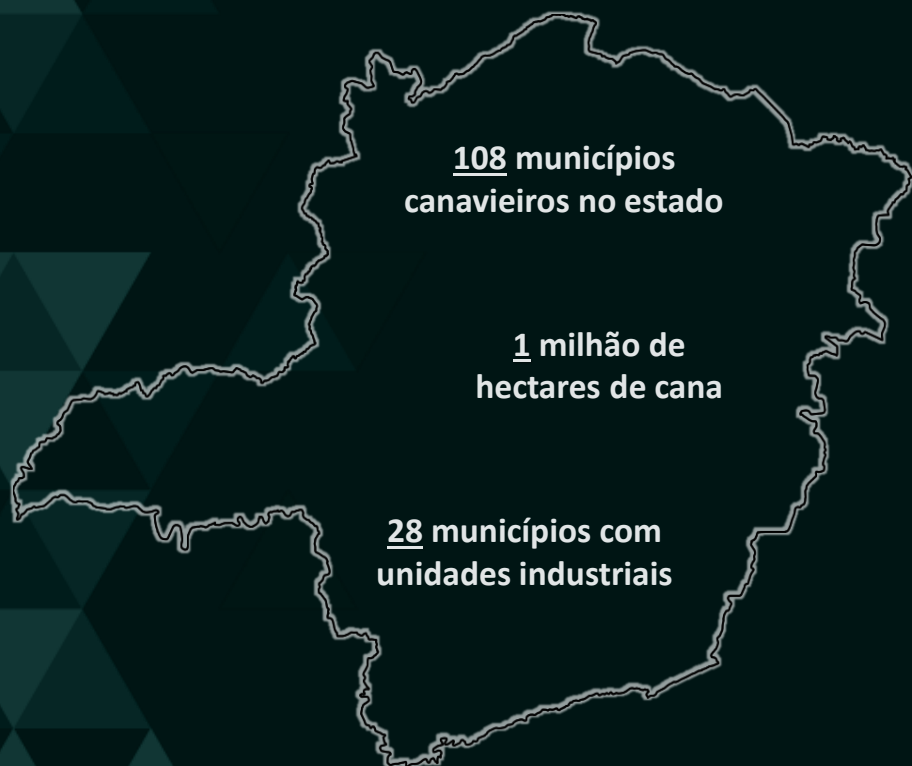 108 municípios
canavieiros no estado
1 milhão de
hectares de cana
28 municípios com
unidades industriais